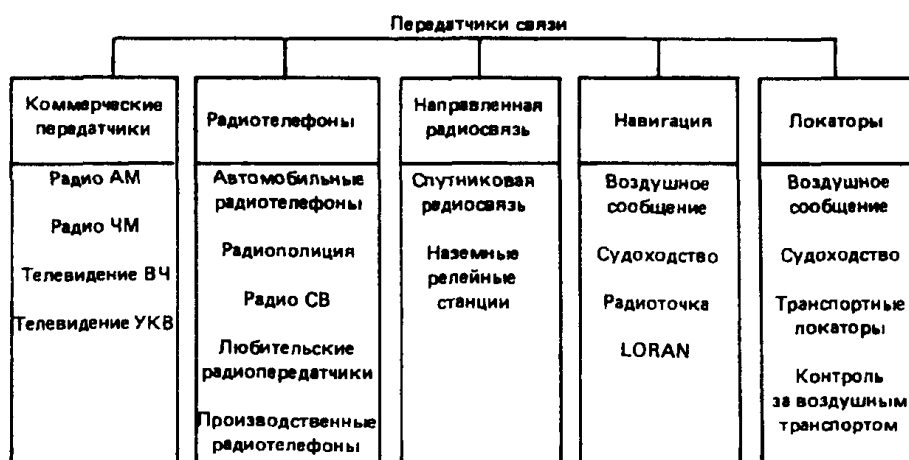 Передатчики связи
Коммерческие
передатчики
Радио АМ
Радио ЧМ
Телевидение ВЧ
Телевидение УКВ
Радиотелефоны
Автомобильные
радиотелефоны
Радиополиция
Радио СВ
Любительские
радиопередатчики
Производственные
радиотелефоны
Направленная
радиосвязь
Спутниковая
радиосвязь
Наземные
релейные
станции
Навигация
Воздушное
сообщение
Судоходство
Радиоточка
LORAN
Локаторы
Воздушное
сообщение
Судоходство
Транспортные
локаторы
Контроль
за воздушным
транспортом